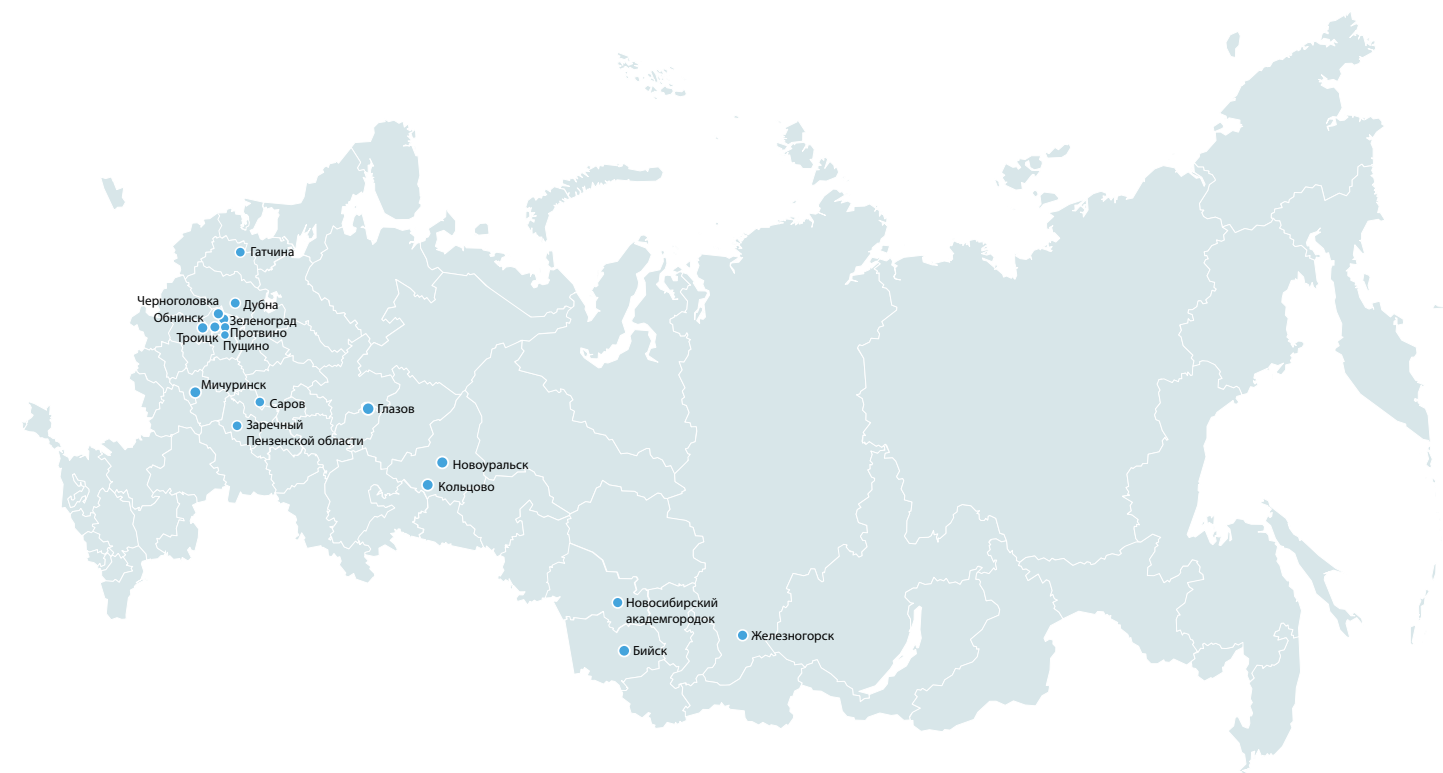 Гатчина
Черноголовка
Дубна
Обнинск
Зеленоград
Протвино
Троицк
Пущино
Мичуринск
Саров
Глазов
Заречный
Пензенской области
Новоуральск
Кольцово
Новосибирский
академгородок
Железногорск
Бийск